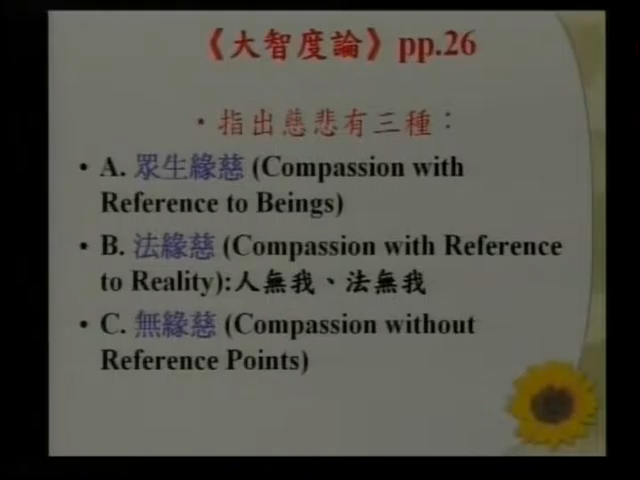 《大智度論》pp.26
•指出慈悲有三種：
• A. 眾生緣慈 (Compassion with
Reference to Beings)
• B. 法緣慈 (Compassion with Reference
to Reality):人無我、法無我
• C. 無緣慈 (Compassion without
Reference Points)